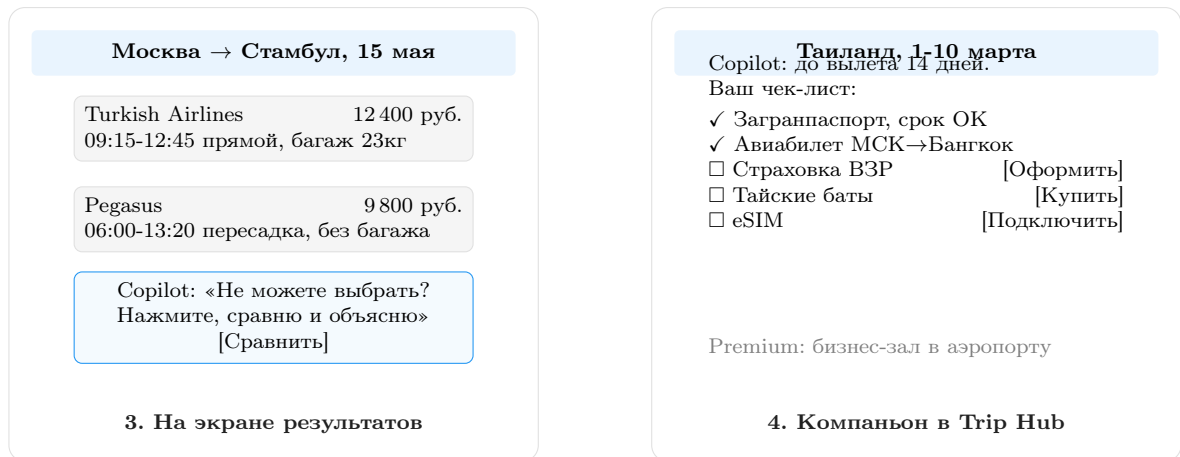 Москва → Стамбул, 15 мая
Turkish Airlines 12 400 руб.
09:15-12:45 прямой, багаж 23кг
Pegasus 9 800 руб.
06:00-13:20 пересадка, без багажа
Copilot: «Не можете выбрать?
Нажмите, сравню и объясню»
[Сравнить]
3. На экране результатов
Таиланд, 1-10 марта
Copilot: до вылета 14 дней.
Ваш чек-лист:
✓ Загранпаспорт, срок OK
✓ Авиабилет МСК→Бангкок
☐ Страховка ВЗР [Оформить]
☐ Тайские баты [Купить]
☐ eSIM [Подключить]
Premium: бизнес-зал в аэропорту
4. Компаньон в Trip Hub